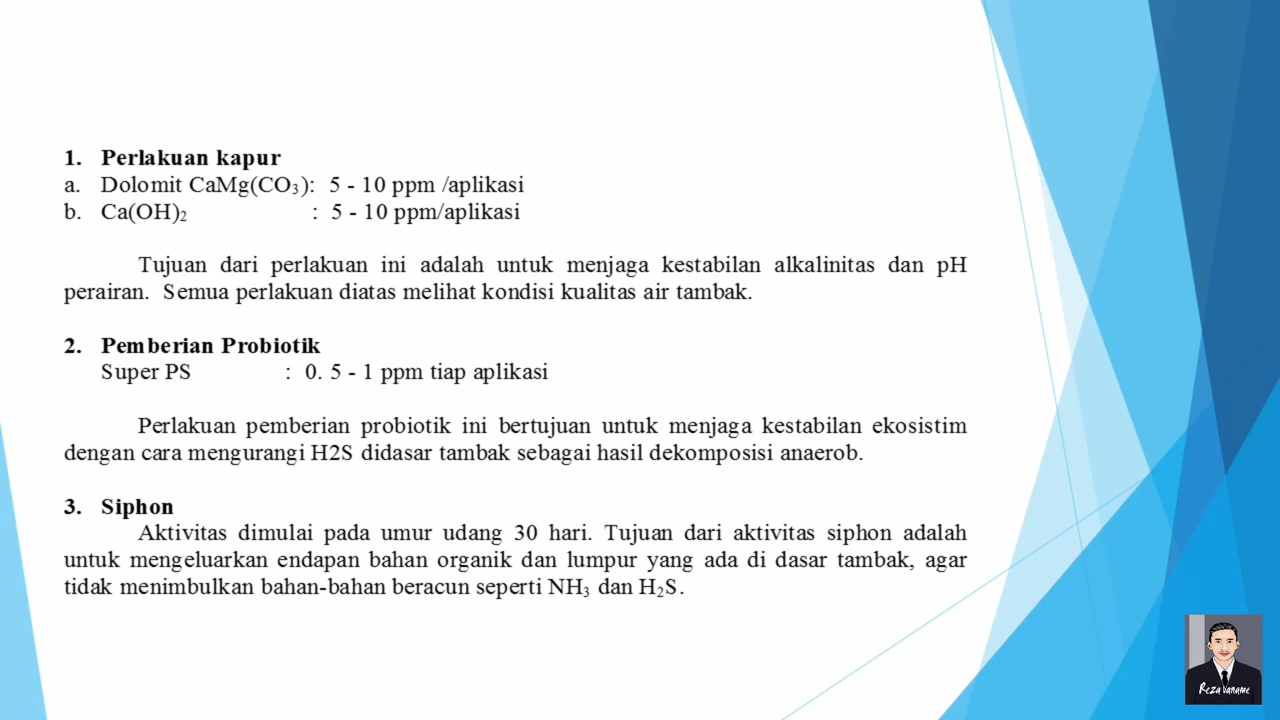 1. Perlakuan kapur
a. Dolomit CaMg(CO₃): 5 - 10 ppm /aplikasi
b. Ca(OH)₂ : 5 - 10 ppm/aplikasi
Tujuan dari perlakuan ini adalah untuk menjaga kestabilan alkalinitas dan pH
perairan. Semua perlakuan diatas melihat kondisi kualitas air tambak.
2. Pemberian Probiotik
Super PS : 0. 5 - 1 ppm tiap aplikasi
Perlakuan pemberian probiotik ini bertujuan untuk menjaga kestabilan ekosistim
dengan cara mengurangi H2S didasar tambak sebagai hasil dekomposisi anaerob.
3. Siphon
Aktivitas dimulai pada umur udang 30 hari. Tujuan dari aktivitas siphon adalah
untuk mengeluarkan endapan bahan organik dan lumpur yang ada di dasar tambak, agar
tidak menimbulkan bahan-bahan beracun seperti NH₃ dan H₂S.
Reza Vaname